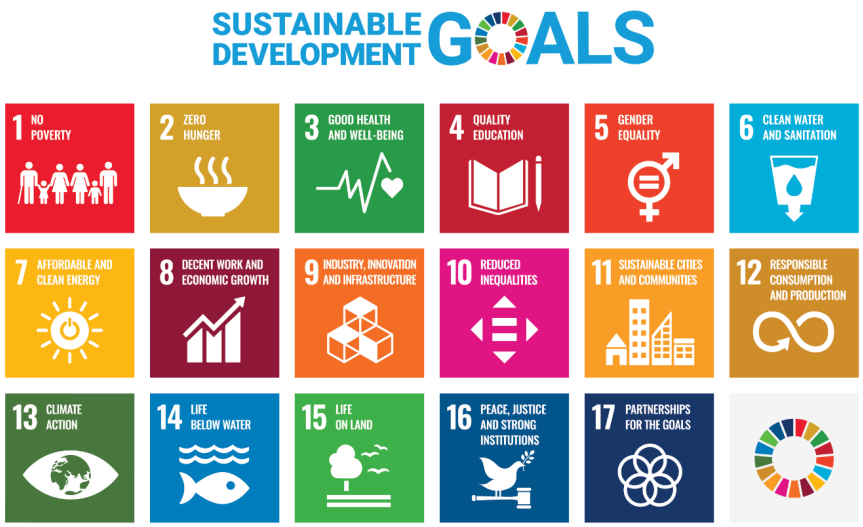 SUSTAINABLE
DEVELOPMENT
GOALS
1 NO
POVERTY
2 ZERO
HUNGER
3 GOOD HEALTH
AND WELL-BEING
4 QUALITY
EDUCATION
5 GENDER
EQUALITY
6 CLEAN WATER
AND SANITATION
7 AFFORDABLE AND
CLEAN ENERGY
8 DECENT WORK AND
ECONOMIC GROWTH
9 INDUSTRY, INNOVATION
AND INFRASTRUCTURE
10 REDUCED
INEQUALITIES
11 SUSTAINABLE CITIES
AND COMMUNITIES
12 RESPONSIBLE
CONSUMPTION
AND PRODUCTION
13 CLIMATE
ACTION
14 LIFE
BELOW WATER
15 LIFE
ON LAND
16 PEACE, JUSTICE
AND STRONG
INSTITUTIONS
17 PARTNERSHIPS
FOR THE GOALS